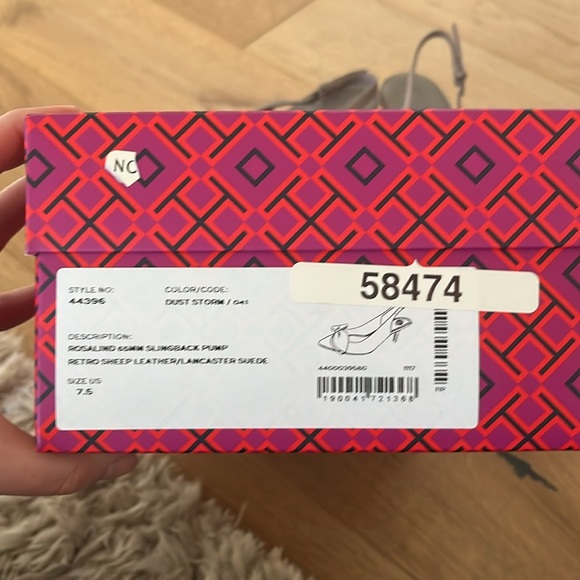 NC
58474
STYLE NO: COLOR/CODE:
44396 DUST STORM / 041
DESCRIPTION:
ROSALIND 65MM SLINGBACK PUMP
RETRO SHEEP LEATHER/LANCASTER SUEDE
SIZE US
7.5
1117
190041721368